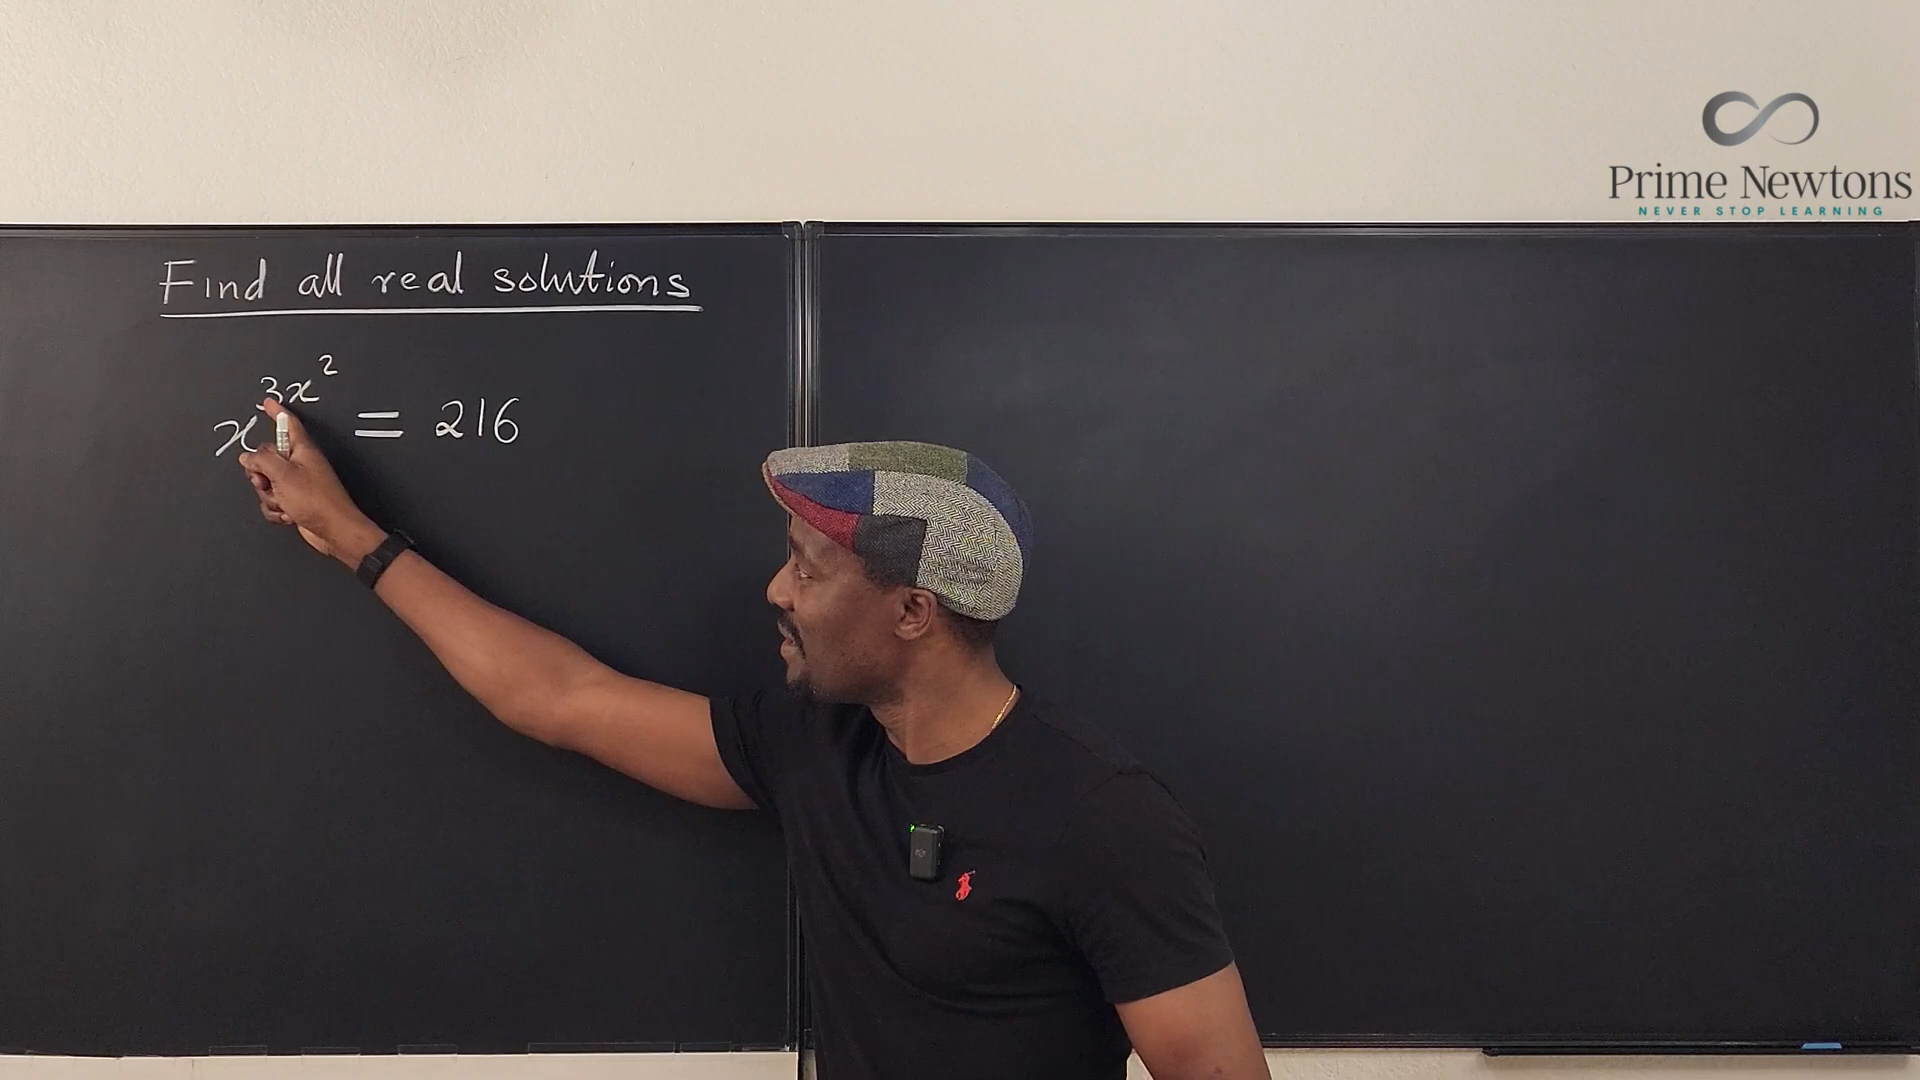 Prime Newtons
NEVER STOP LEARNING
Find all real solutions
x^{3x^2} = 216